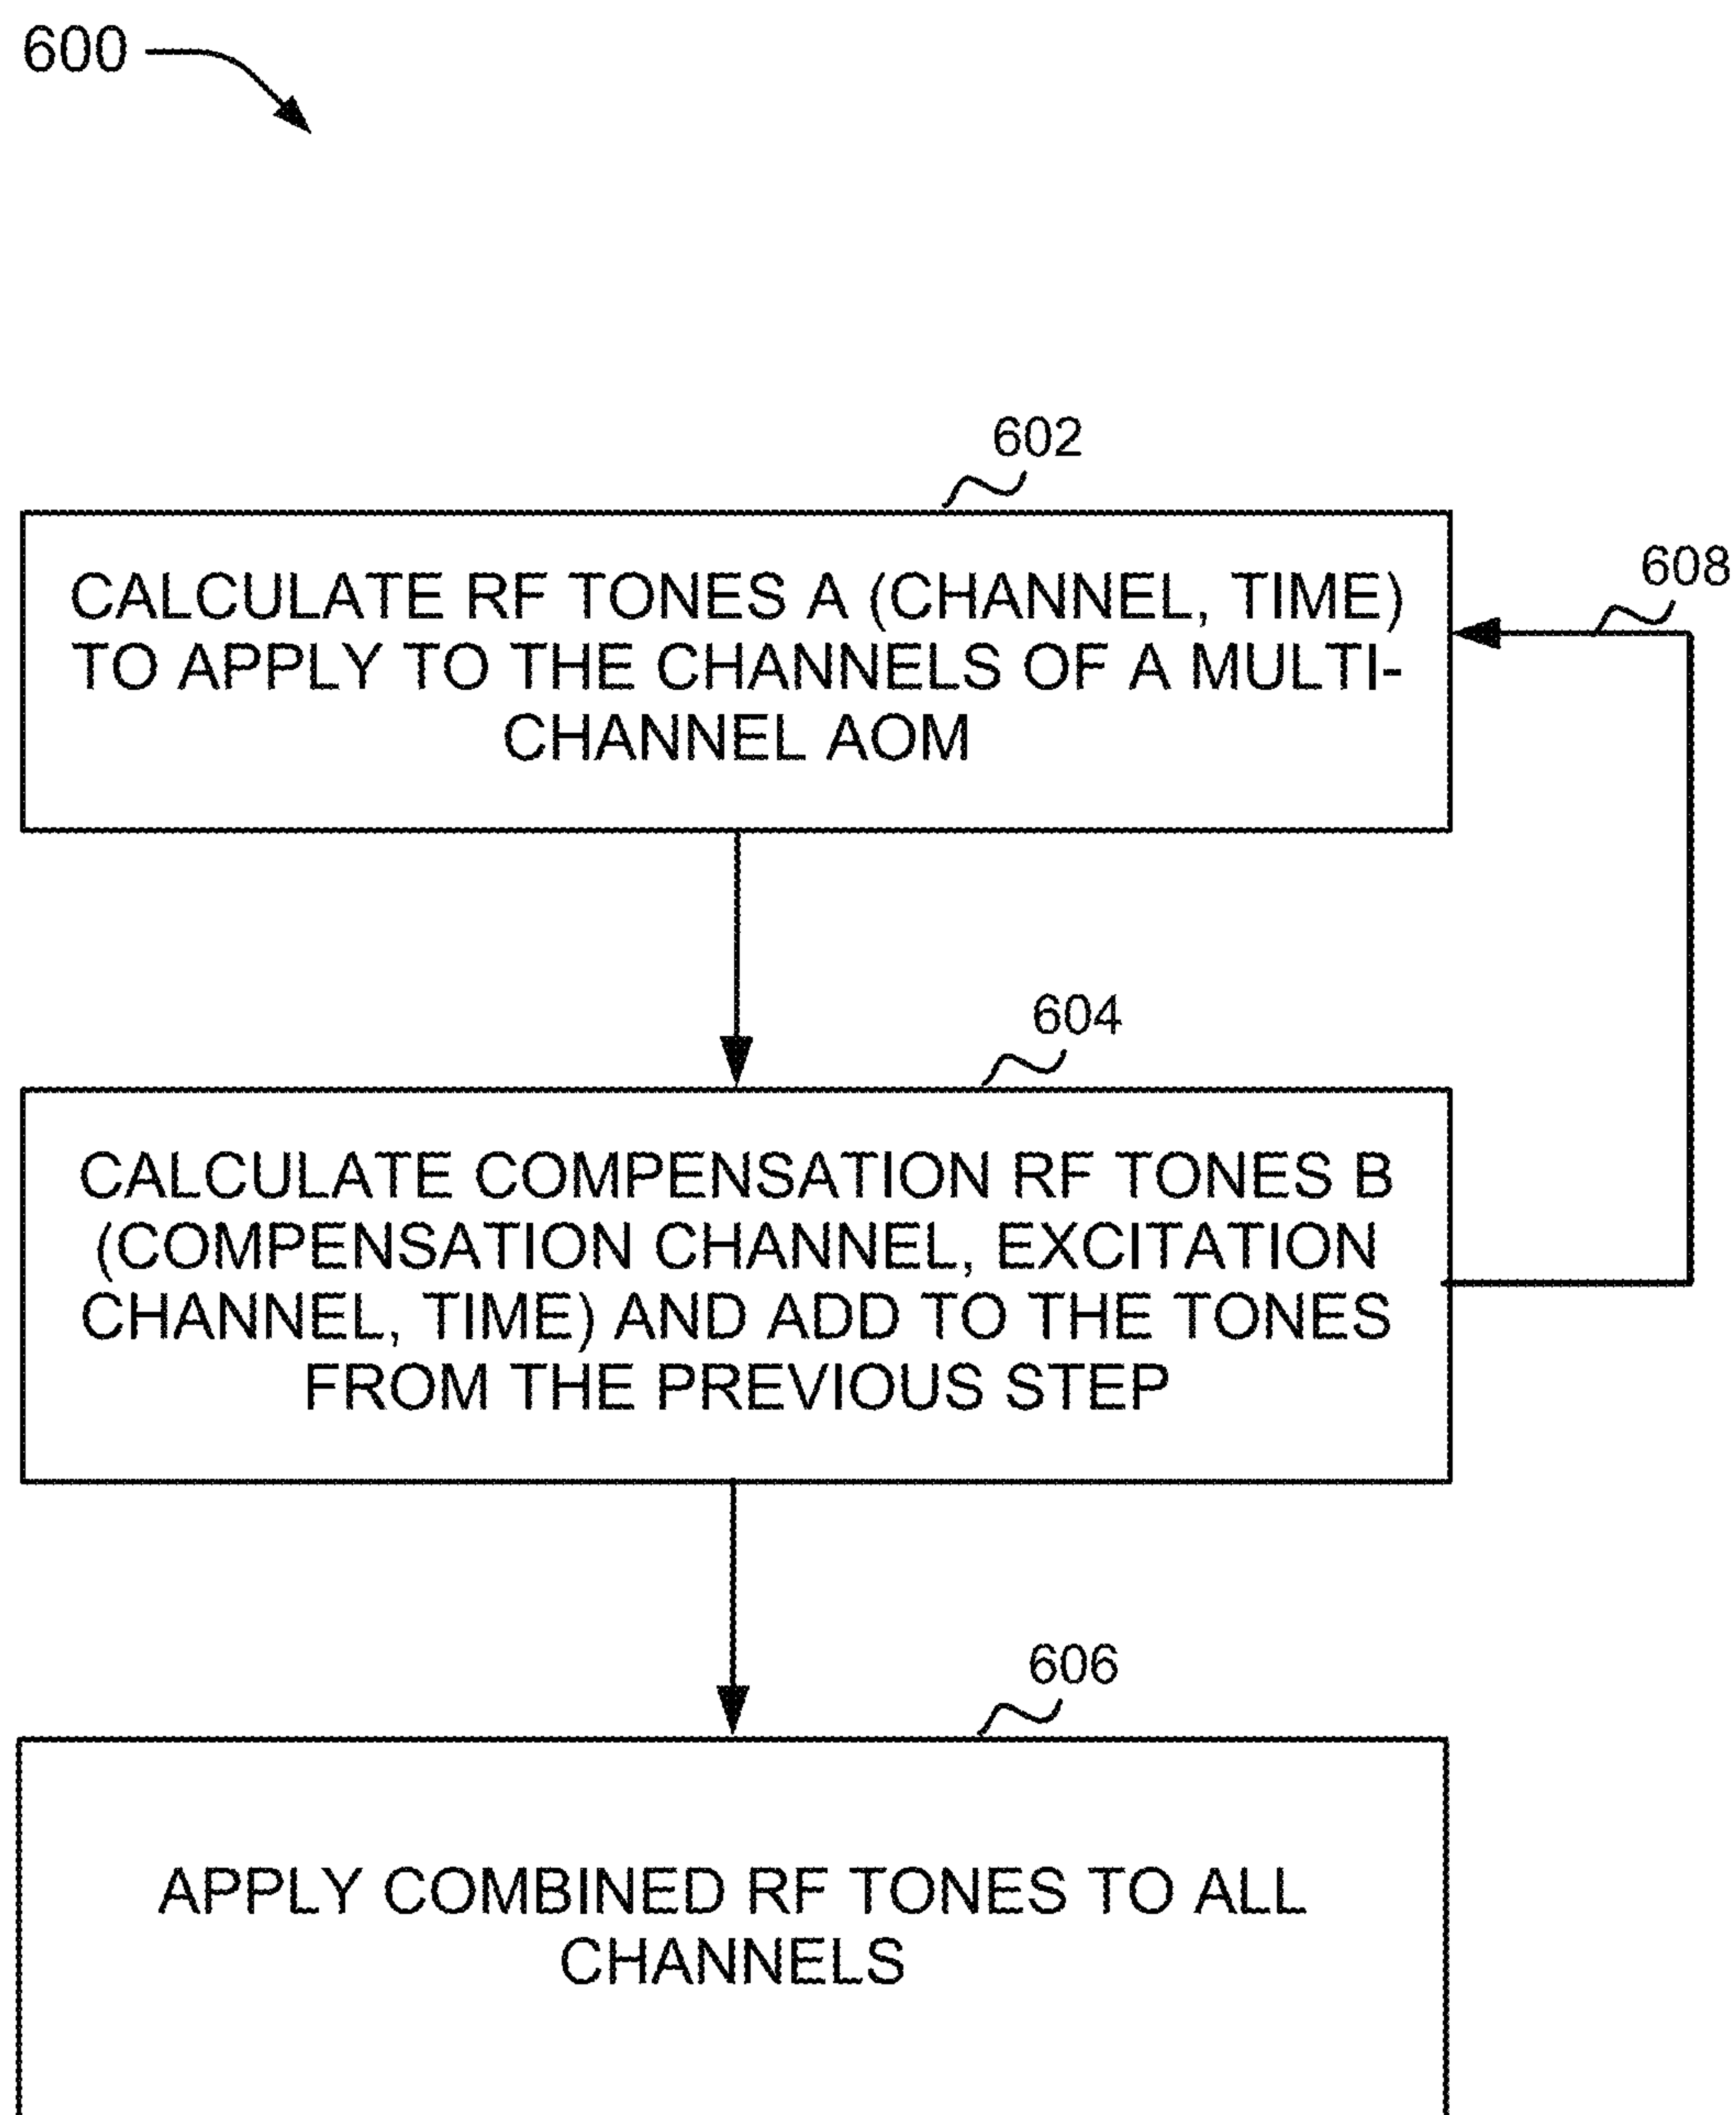 600
602
CALCULATE RF TONES A (CHANNEL, TIME)
TO APPLY TO THE CHANNELS OF A MULTI-
CHANNEL AOM
608
604
CALCULATE COMPENSATION RF TONES B
(COMPENSATION CHANNEL, EXCITATION
CHANNEL, TIME) AND ADD TO THE TONES
FROM THE PREVIOUS STEP
606
APPLY COMBINED RF TONES TO ALL
CHANNELS